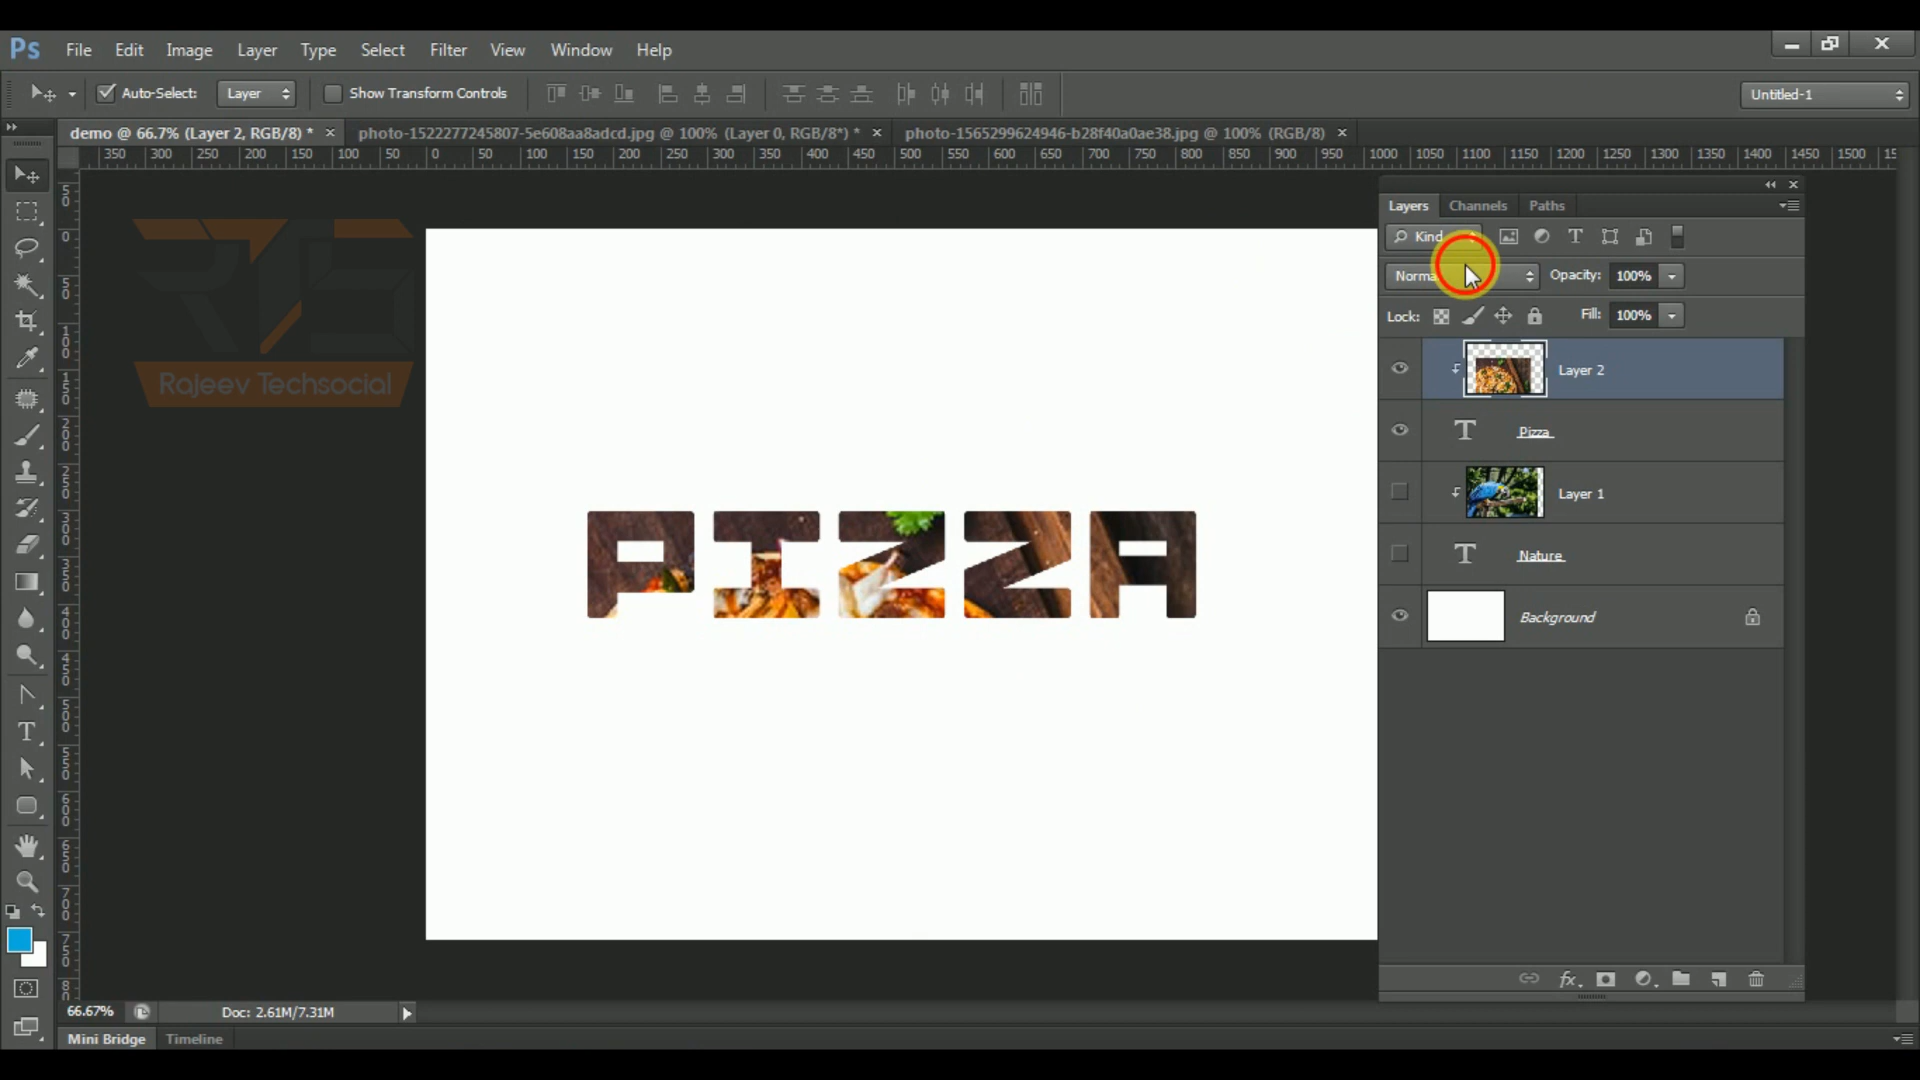 Ps File Edit Image Layer Type Select Filter View Window Help
Auto-Select: Layer Show Transform Controls Untitled-1
demo @ 66.7% (Layer 2, RGB/8) * × photo-1522277245807-5e608aa8adcd.jpg @ 100% (Layer 0, RGB/8*) * × photo-1565299624946-b28f40a0ae38.jpg @ 100% (RGB/8) ×
350 300 250 200 150 100 50 0 50 100 150 200 250 300 350 400 450 500 550 600 650 700 750 800 850 900 950 1000 1050 1100 1150 1200 1250 1300 1350 1400 1450 1500
Layers Channels Paths
Kind
Opacity: 100%
Lock: Fill: 100%
RTS
Rajeev Techsocial
PIZZA
Layer 2
Pizza
Layer 1
Nature
Background
fx
66.67% Doc: 2.61M/7.31M
Mini Bridge Timeline